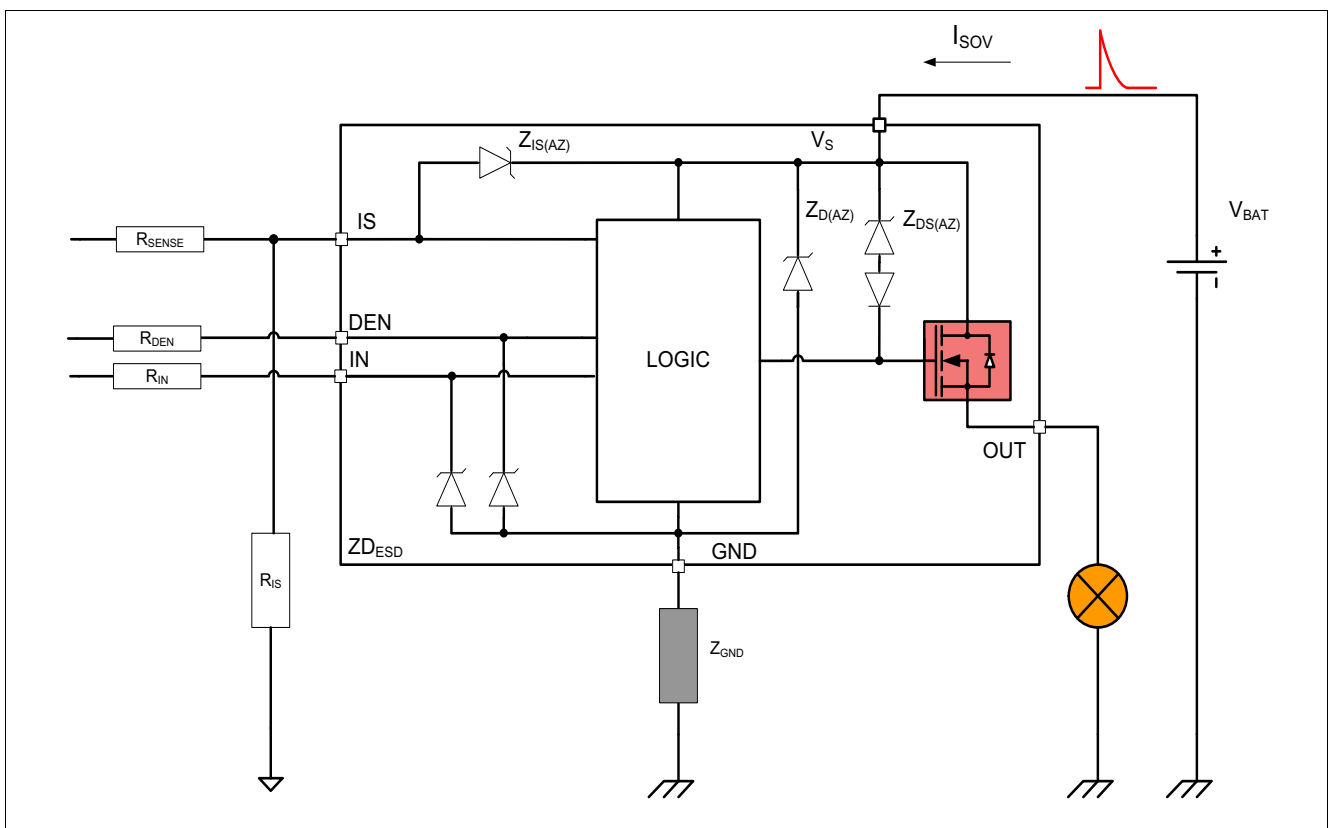 ISOV
ZIS(AZ)
VS
ZD(AZ)
ZDS(AZ)
VBAT
+
-
IS
RSENSE
DEN
RDEN
IN
RIN
LOGIC
OUT
ZDESD
GND
RIS
ZGND